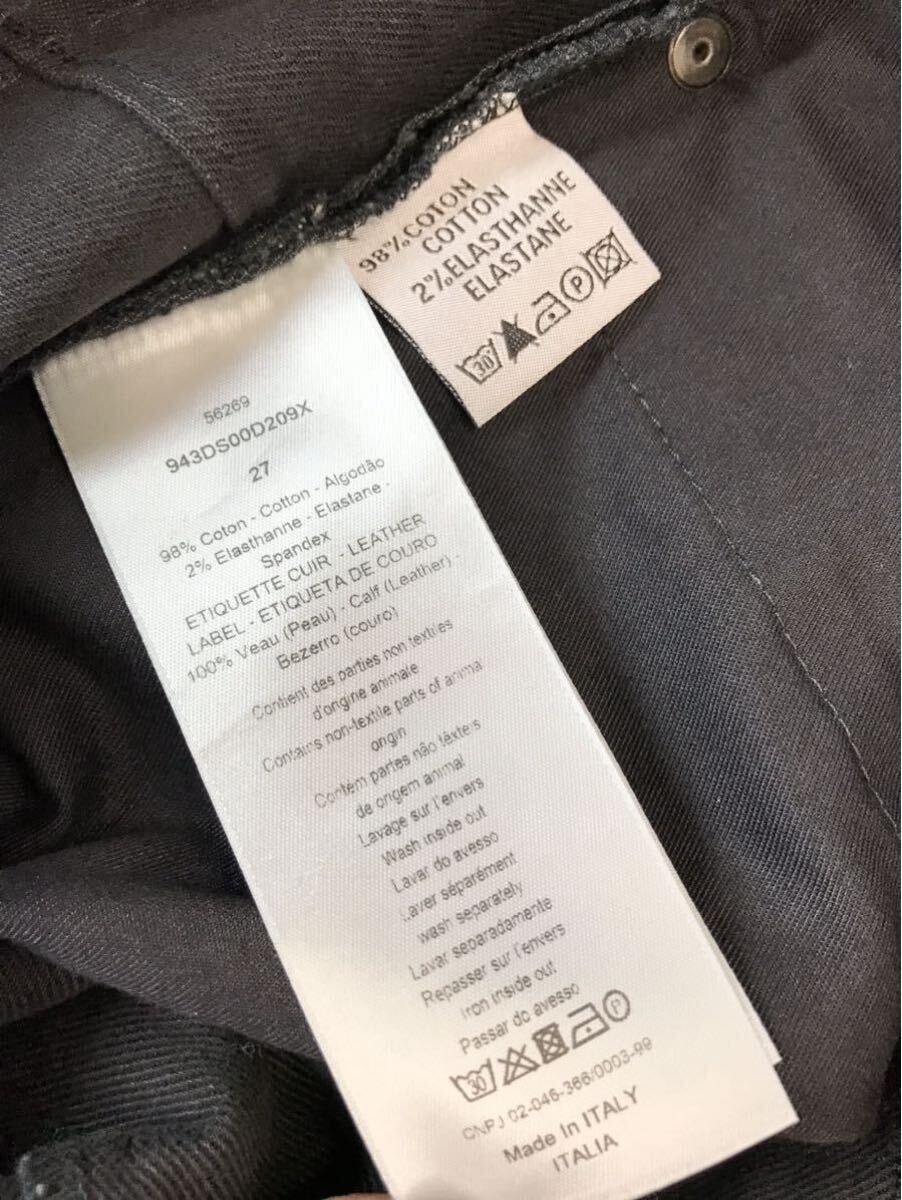 98%COTON
COTTON
2%ELASTHANNE
ELASTANE
30 P
56269
943DS00D209X
27
98% Coton - Cotton - Algodão
2% Elasthanne - Elastane -
Spandex
ETIQUETTE CUIR - LEATHER
LABEL - ETIQUETA DE COURO
100% Veau (Peau) - Calf (Leather) -
Bezerro (couro)
Contient des parties non textiles
d'origine animale
Contains non-textile parts of anima
origin
Contém partes não têxteis
de origem animal
Lavage sur l'envers
Wash inside out
Lavar do avesso
Laver séparément
wash separately
Lavar separadamente
Repasser sur l'envers
Iron inside out
Passar do avesso
30 P
CNPJ 02-046-366/0003-99
Made In ITALY
ITALIA